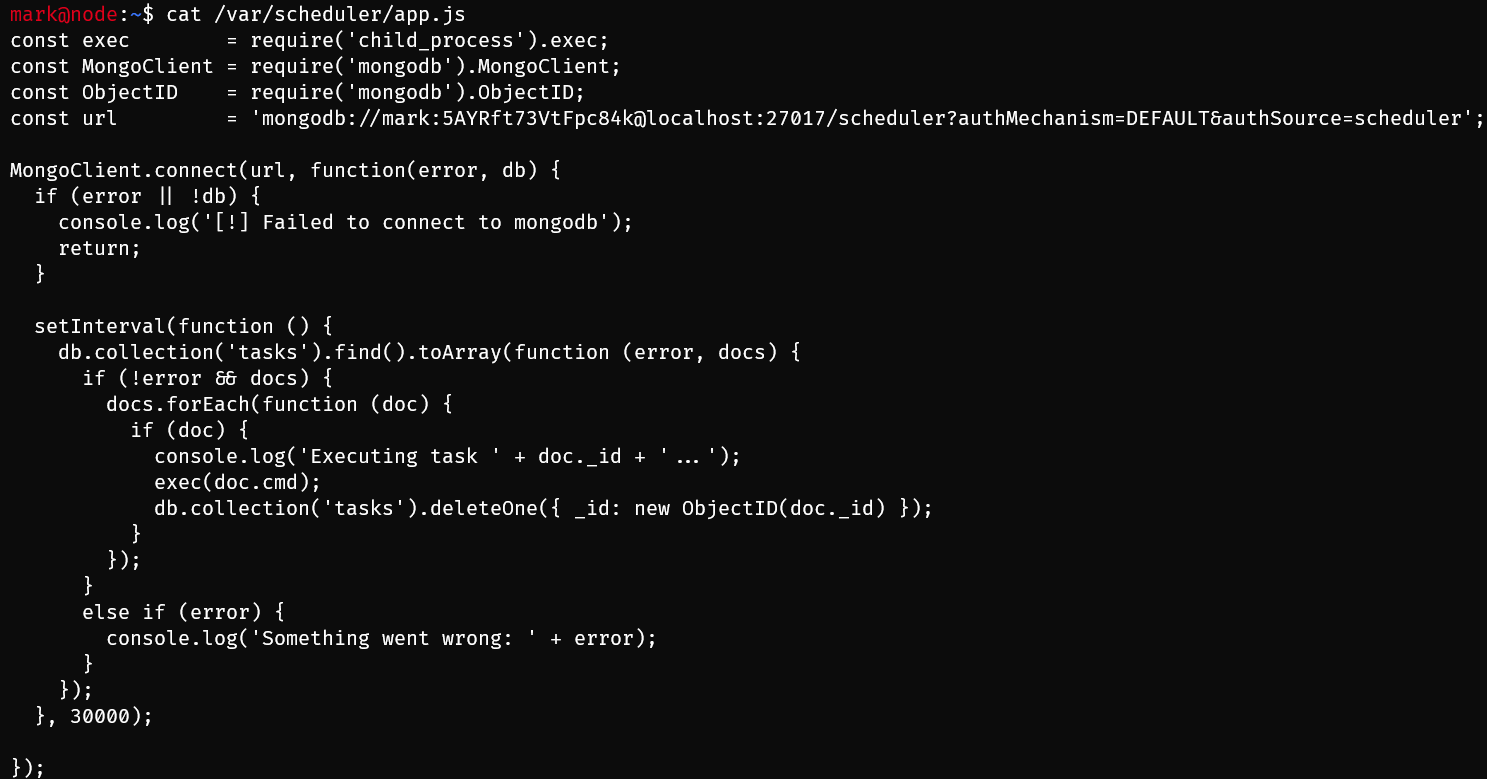 mark@node:~$ cat /var/scheduler/app.js
const exec        = require('child_process').exec;
const MongoClient = require('mongodb').MongoClient;
const ObjectID    = require('mongodb').ObjectID;
const url         = 'mongodb://mark:5AYRft73VtFpc84k@localhost:27017/scheduler?authMechanism=DEFAULT&authSource=scheduler';

MongoClient.connect(url, function(error, db) {
  if (error || !db) {
    console.log('[!] Failed to connect to mongodb');
    return;
  }

  setInterval(function () {
    db.collection('tasks').find().toArray(function (error, docs) {
      if (!error && docs) {
        docs.forEach(function (doc) {
          if (doc) {
            console.log('Executing task ' + doc._id + '...');
            exec(doc.cmd);
            db.collection('tasks').deleteOne({ _id: new ObjectID(doc._id) });
          }
        });
      }
      else if (error) {
        console.log('Something went wrong: ' + error);
      }
    });
  }, 30000);

});